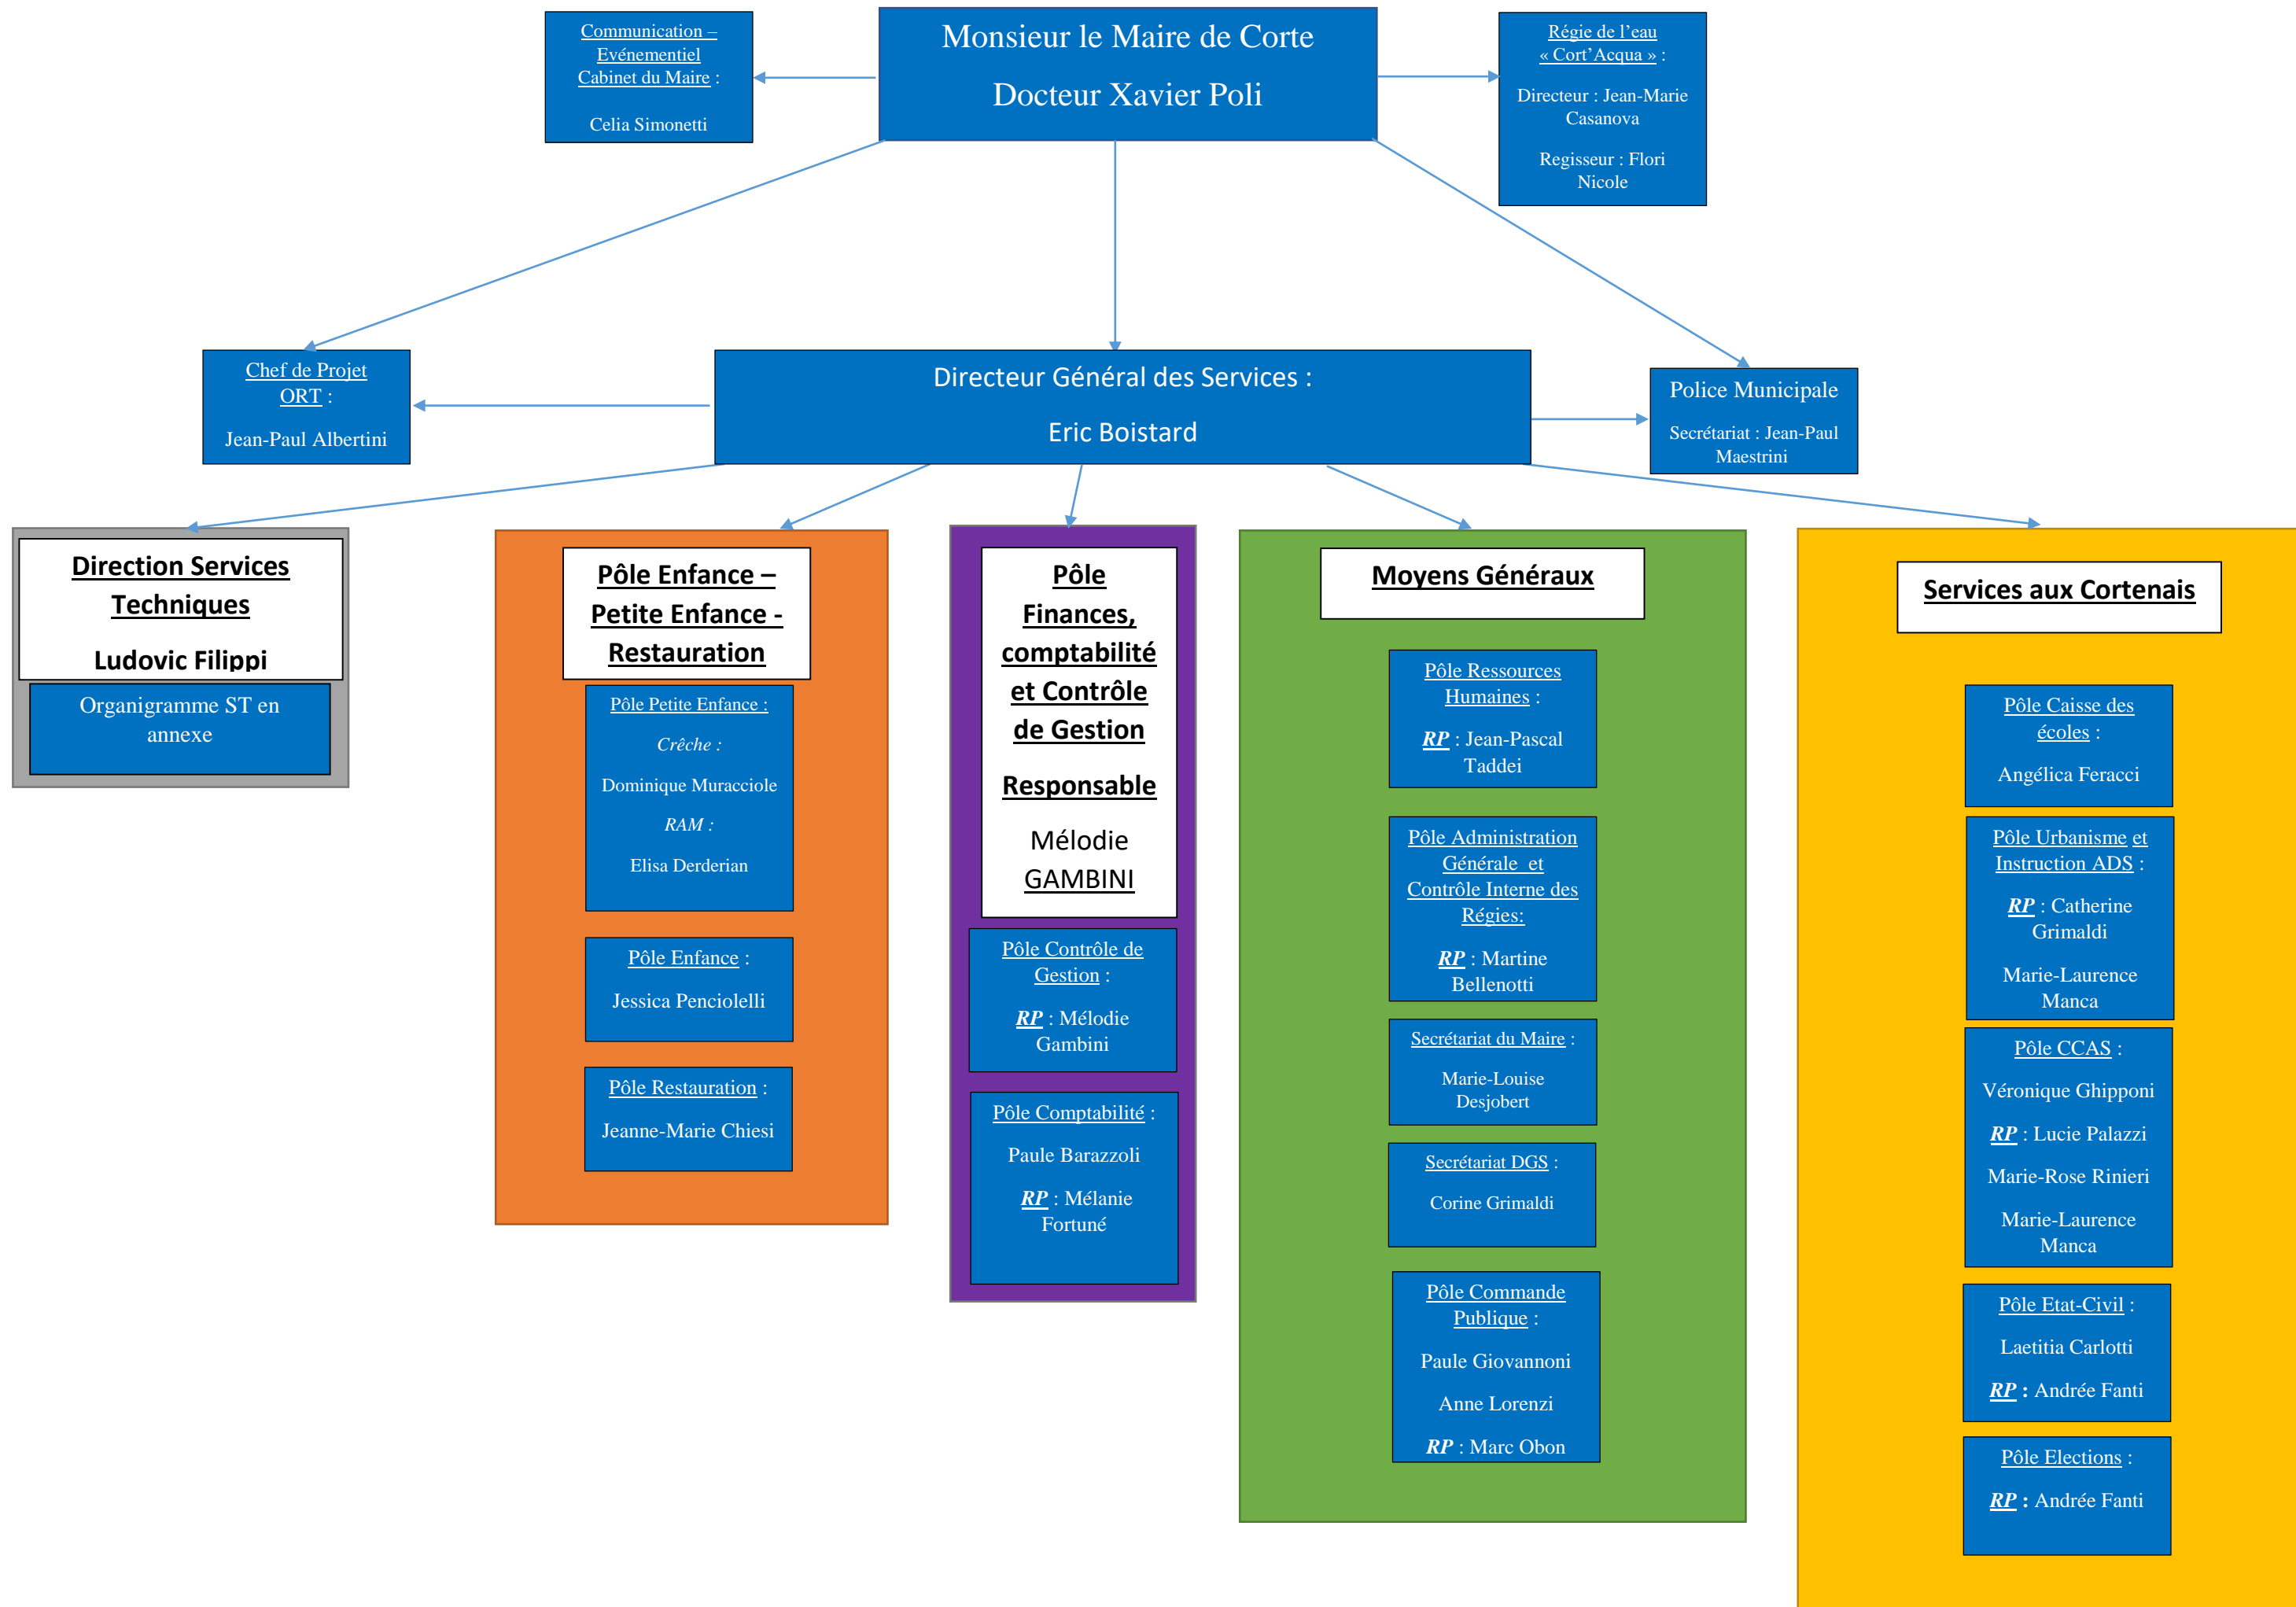 Communication –
Evénementiel
Cabinet du Maire :
Celia Simonetti
Monsieur le Maire de Corte
Docteur Xavier Poli
Régie de l'eau
« Cort'Acqua » :
Directeur : Jean-Marie
Casanova
Regisseur : Flori
Nicole
Chef de Projet
ORT :
Jean-Paul Albertini
Directeur Général des Services :
Eric Boistard
Police Municipale
Secrétariat : Jean-Paul
Maestrini
Direction Services
Techniques
Ludovic Filippi
Organigramme ST en
annexe
Pôle Enfance –
Petite Enfance -
Restauration
Pôle Petite Enfance :
Crêche :
Dominique Muracciole
RAM :
Elisa Derderian
Pôle Enfance :
Jessica Penciolelli
Pôle Restauration :
Jeanne-Marie Chiesi
Pôle
Finances,
comptabilité
et Contrôle
de Gestion
Responsable
Mélodie
GAMBINI
Pôle Contrôle de
Gestion :
RP : Mélodie
Gambini
Pôle Comptabilité :
Paule Barazzoli
RP : Mélanie
Fortuné
Moyens Généraux
Pôle Ressources
Humaines :
RP : Jean-Pascal
Taddei
Pôle Administration
Générale et
Contrôle Interne des
Régies:
RP : Martine
Bellenotti
Secrétariat du Maire :
Marie-Louise
Desjobert
Secrétariat DGS :
Corine Grimaldi
Pôle Commande
Publique :
Paule Giovannoni
Anne Lorenzi
RP : Marc Obon
Services aux Cortenais
Pôle Caisse des
écoles :
Angélica Feracci
Pôle Urbanisme et
Instruction ADS :
RP : Catherine
Grimaldi
Marie-Laurence
Manca
Pôle CCAS :
Véronique Ghipponi
RP : Lucie Palazzi
Marie-Rose Rinieri
Marie-Laurence
Manca
Pôle Etat-Civil :
Laetitia Carlotti
RP : Andrée Fanti
Pôle Elections :
RP : Andrée Fanti